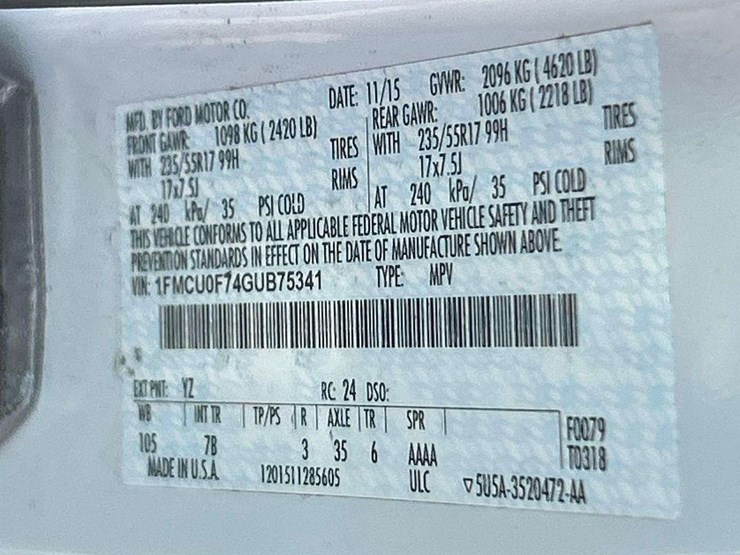 MFD. BY FORD MOTOR CO. DATE: 11/15 GVWR: 2096 KG ( 4620 LB)
FRONT GAWR: 1098 KG ( 2420 LB) REAR GAWR: 1006 KG ( 2218 LB)
WITH 235/55R17 99H TIRES WITH 235/55R17 99H TIRES
17x7.5J RIMS 17x7.5J RIMS
AT 240 kPa/ 35 PSI COLD AT 240 kPa/ 35 PSI COLD
THIS VEHICLE CONFORMS TO ALL APPLICABLE FEDERAL MOTOR VEHICLE SAFETY AND THEFT
PREVENTION STANDARDS IN EFFECT ON THE DATE OF MANUFACTURE SHOWN ABOVE.
VIN: 1FMCU0F74GUB75341 TYPE: MPV
EXT PNT: YZ RC: 24 DSO:
WB INT TR TP/PS R AXLE TR SPR F0079
105 7B 3 35 6 AAAA T0318
MADE IN U.S.A. 1201511285605 ULC ▽5U5A-3520472-AA